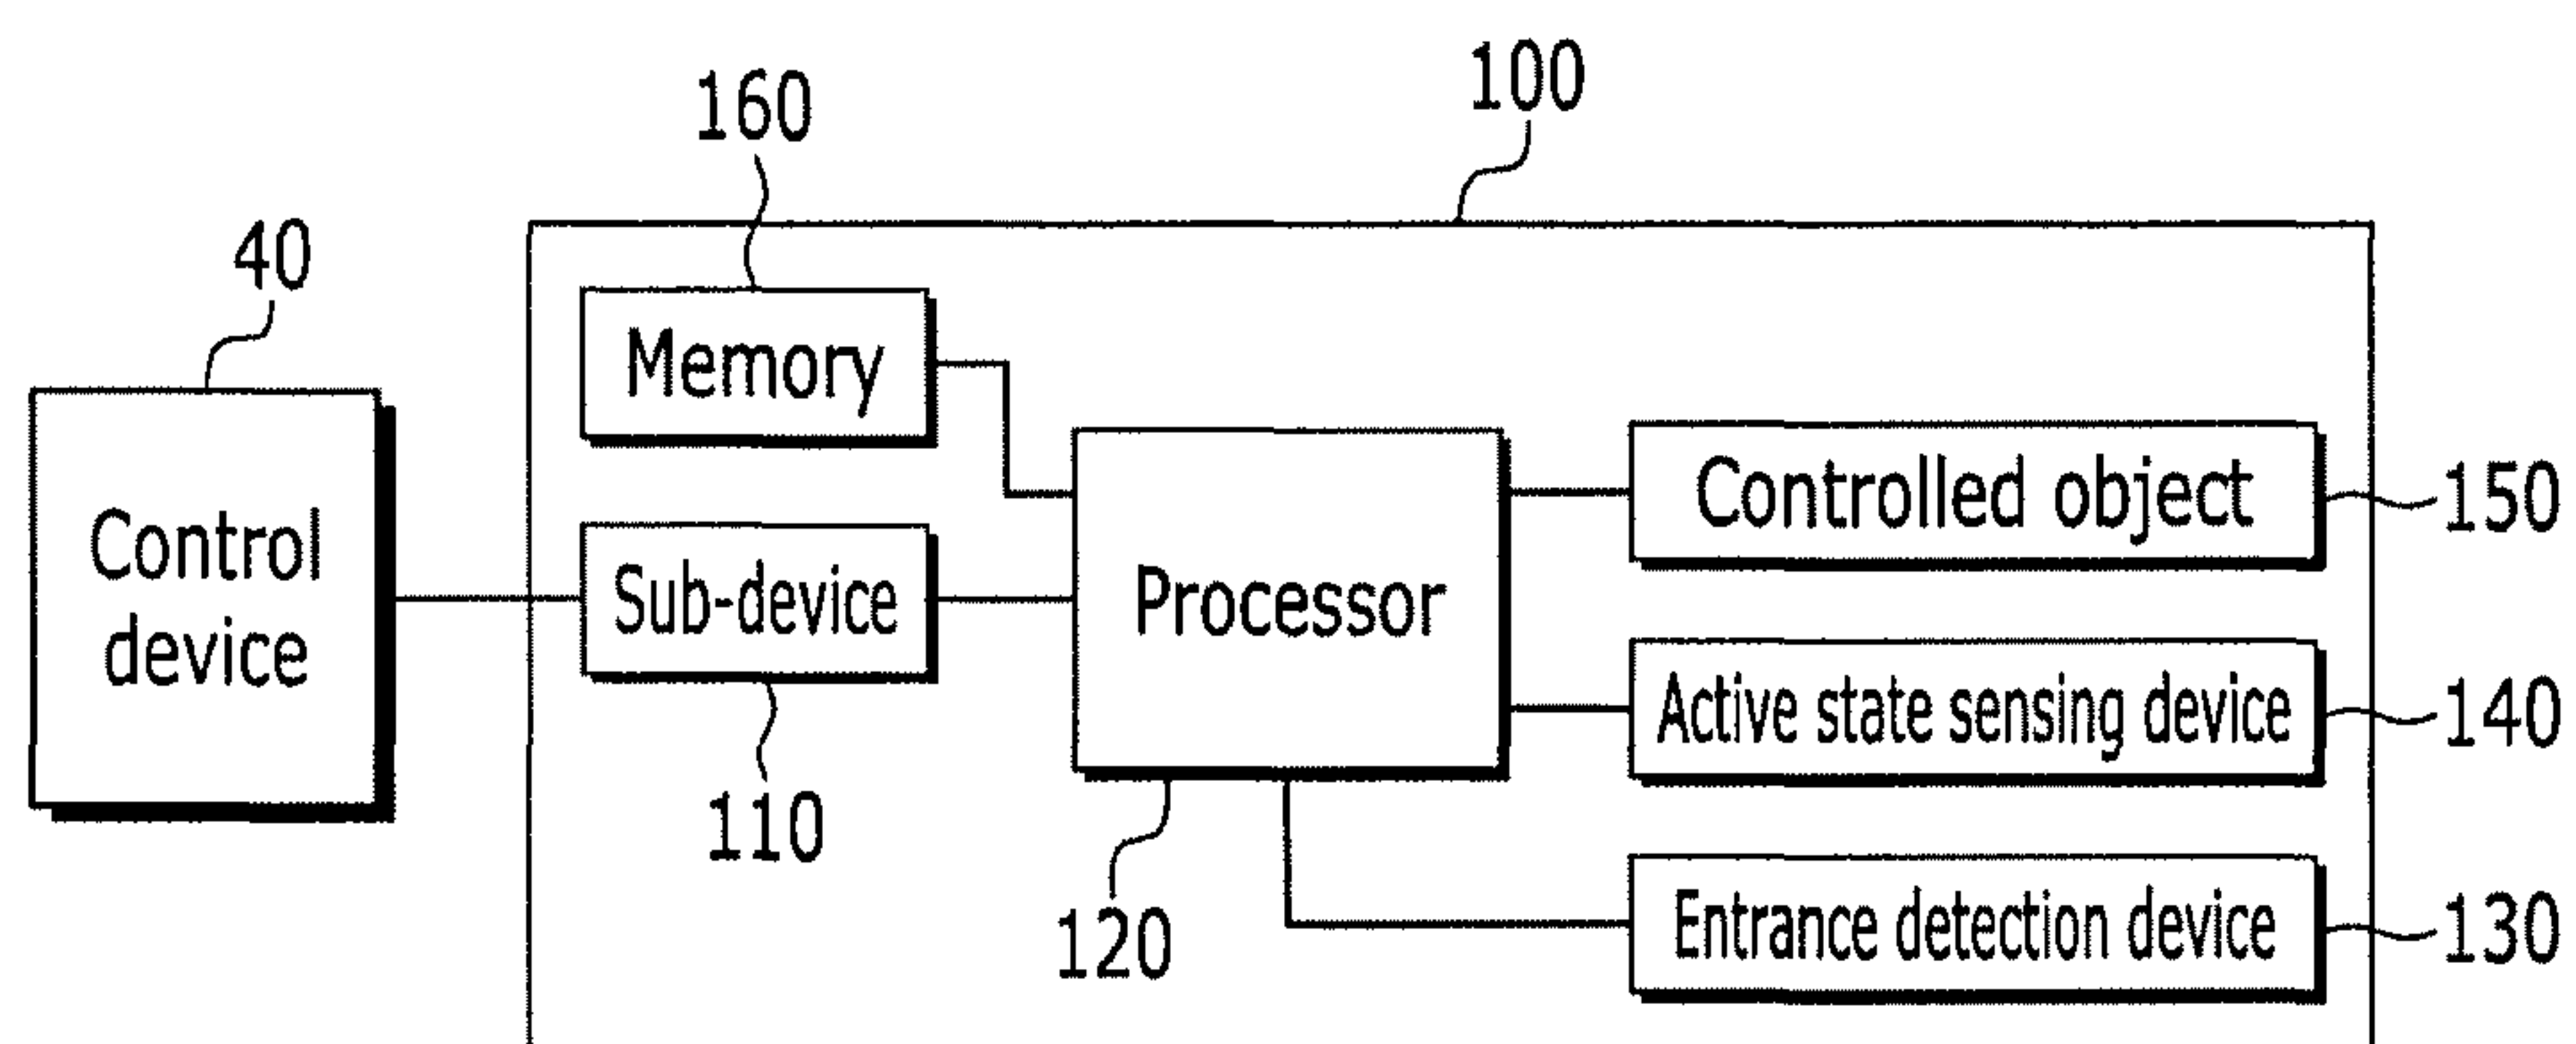 100
160
40
Memory
Control
device
Sub-device
Processor
Controlled object
150
Active state sensing device
140
110
120
Entrance detection device
130